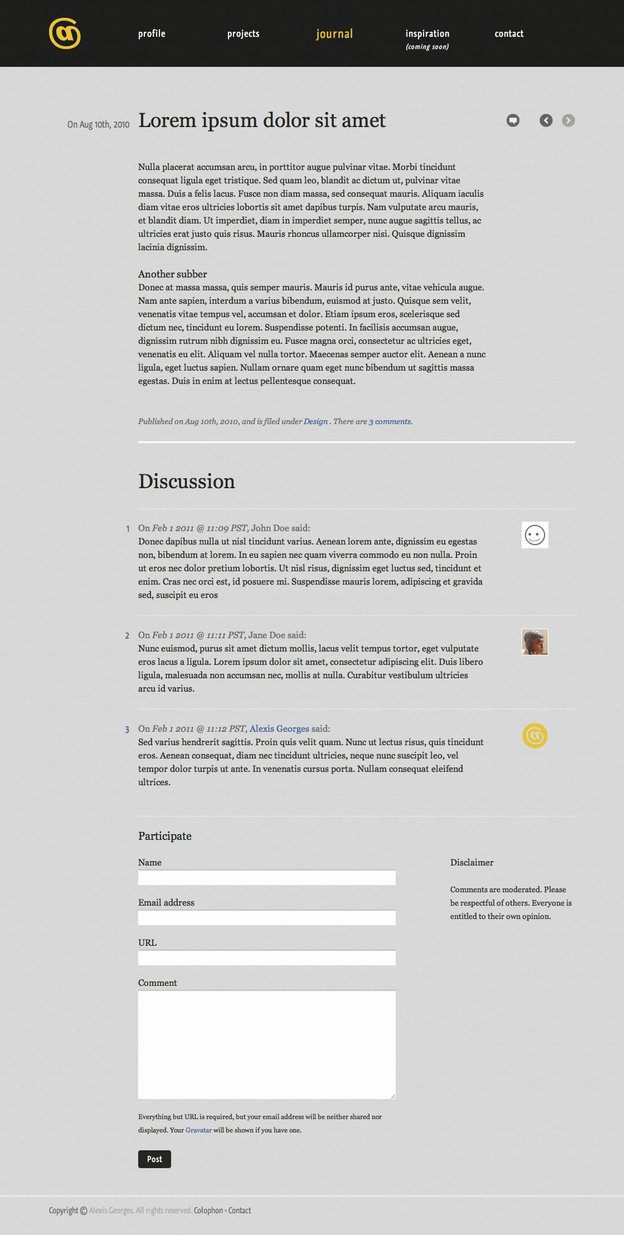 profile
projects
journal
inspiration
(coming soon)
contact
On Aug 10th, 2010
Lorem ipsum dolor sit amet
Nulla placerat accumsan arcu, in porttitor augue pulvinar vitae. Morbi tincidunt
consequat ligula eget tristique. Sed quam leo, blandit ac dictum ut, pulvinar vitae
massa. Duis a felis lacus. Fusce non diam massa, sed consequat mauris. Aliquam iaculis
diam vitae eros ultricies lobortis sit amet dapibus turpis. Nam vulputate arcu mauris,
et blandit diam. Ut imperdiet, diam in imperdiet semper, nunc augue sagittis tellus, ac
ultricies erat justo quis risus. Mauris rhoncus ullamcorper nisi. Quisque dignissim
lacinia dignissim.
Another subber
Donec at massa massa, quis semper mauris. Mauris id purus ante, vitae vehicula augue.
Nam ante sapien, interdum a varius bibendum, euismod at justo. Quisque sem velit,
venenatis vitae tempus vel, accumsan et dolor. Etiam ipsum eros, scelerisque sed
dictum nec, tincidunt eu lorem. Suspendisse potenti. In facilisis accumsan augue,
dignissim rutrum nibh dignissim eu. Fusce magna orci, consectetur ac ultricies eget,
venenatis eu elit. Aliquam vel nulla tortor. Maecenas semper auctor elit. Aenean a nunc
ligula, eget luctus sapien. Nullam ornare quam eget nunc bibendum ut sagittis massa
egestas. Duis in enim at lectus pellentesque consequat.
Published on Aug 10th, 2010, and is filed under Design . There are 3 comments.
Discussion
1 On Feb 1 2011 @ 11:09 PST, John Doe said:
Donec dapibus nulla ut nisl tincidunt varius. Aenean lorem ante, dignissim eu egestas
non, bibendum at lorem. In eu sapien nec quam viverra commodo eu non nulla. Proin
ut eros nec dolor pretium lobortis. Ut nisl risus, dignissim eget luctus sed, tincidunt et
enim. Cras nec orci est, id posuere mi. Suspendisse mauris lorem, adipiscing et gravida
sed, suscipit eu eros
2 On Feb 1 2011 @ 11:11 PST, Jane Doe said:
Nunc euismod, purus sit amet dictum mollis, lacus velit tempus tortor, eget vulputate
eros lacus a ligula. Lorem ipsum dolor sit amet, consectetur adipiscing elit. Duis libero
ligula, malesuada non accumsan nec, mollis at nulla. Curabitur vestibulum ultricies
arcu id varius.
3 On Feb 1 2011 @ 11:12 PST, Alexis Georges said:
Sed varius hendrerit sagittis. Proin quis velit quam. Nunc ut lectus risus, quis tincidunt
eros. Aenean consequat, diam nec tincidunt ultricies, neque nunc suscipit leo, vel
tempor dolor turpis ut ante. In venenatis cursus porta. Nullam consequat eleifend
ultrices.
Participate
Name
Email address
URL
Comment
Disclaimer
Comments are moderated. Please
be respectful of others. Everyone is
entitled to their own opinion.
Everything but URL is required, but your email address will be neither shared nor
displayed. Your Gravatar will be shown if you have one.
Post
Copyright © Alexis Georges. All rights reserved. Colophon - Contact